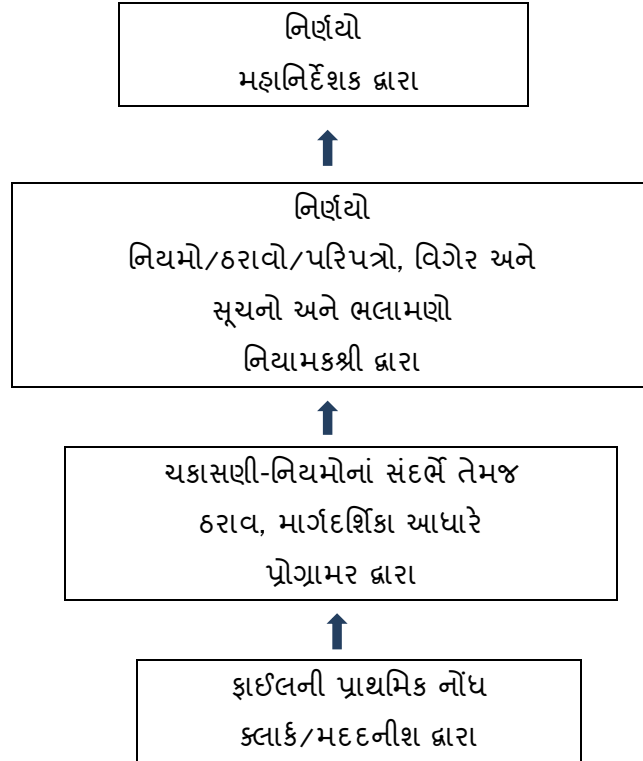 નિર્ણયો
મહાનિર્દેશક દ્વારા
નિર્ણયો
નિયમો/ઠરાવો/પરિપત્રો, વિગેર અને
સૂચનો અને ભલામણો
નિયામકશ્રી દ્વારા
ચકાસણી-નિયમોનાં સંદર્ભે તેમજ
ઠરાવ, માર્ગદર્શિકા આધારે
પ્રોગ્રામર દ્વારા
ફાઈલની પ્રાથમિક નોંધ
ક્લાર્ક/મદદનીશ દ્વારા